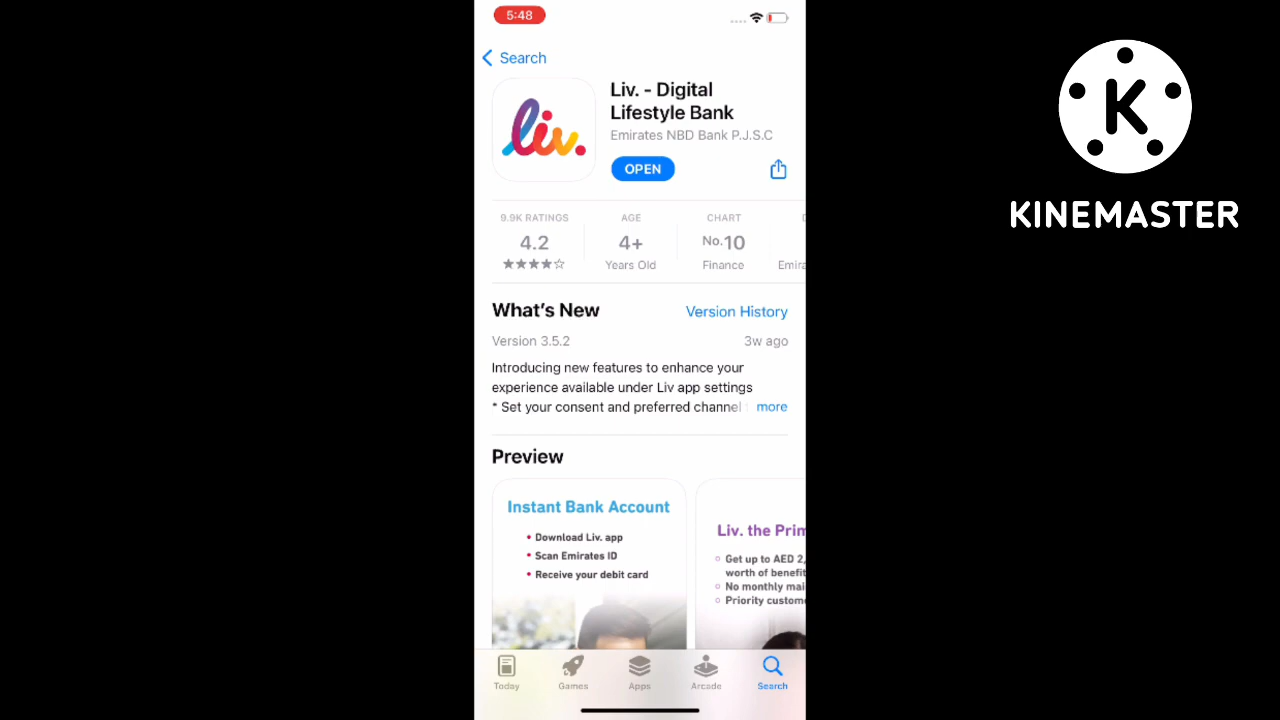 5:48
Search
liv.
Liv. - Digital
Lifestyle Bank
Emirates NBD Bank P.J.S.C
OPEN
9.9K RATINGS
4.2
AGE
4+
Years Old
CHART
No.10
Finance
What's New
Version History
Version 3.5.2
3w ago
Introducing new features to enhance your
experience available under Liv app settings
* Set your consent and preferred channel
more
Preview
Instant Bank Account
• Download Liv. app
• Scan Emirates ID
• Receive your debit card
Liv. the Prim
Get up to AED 2,
worth of benefit
No monthly mai
Priority custome
Today
Games
Apps
Arcade
Search
K
KINEMASTER